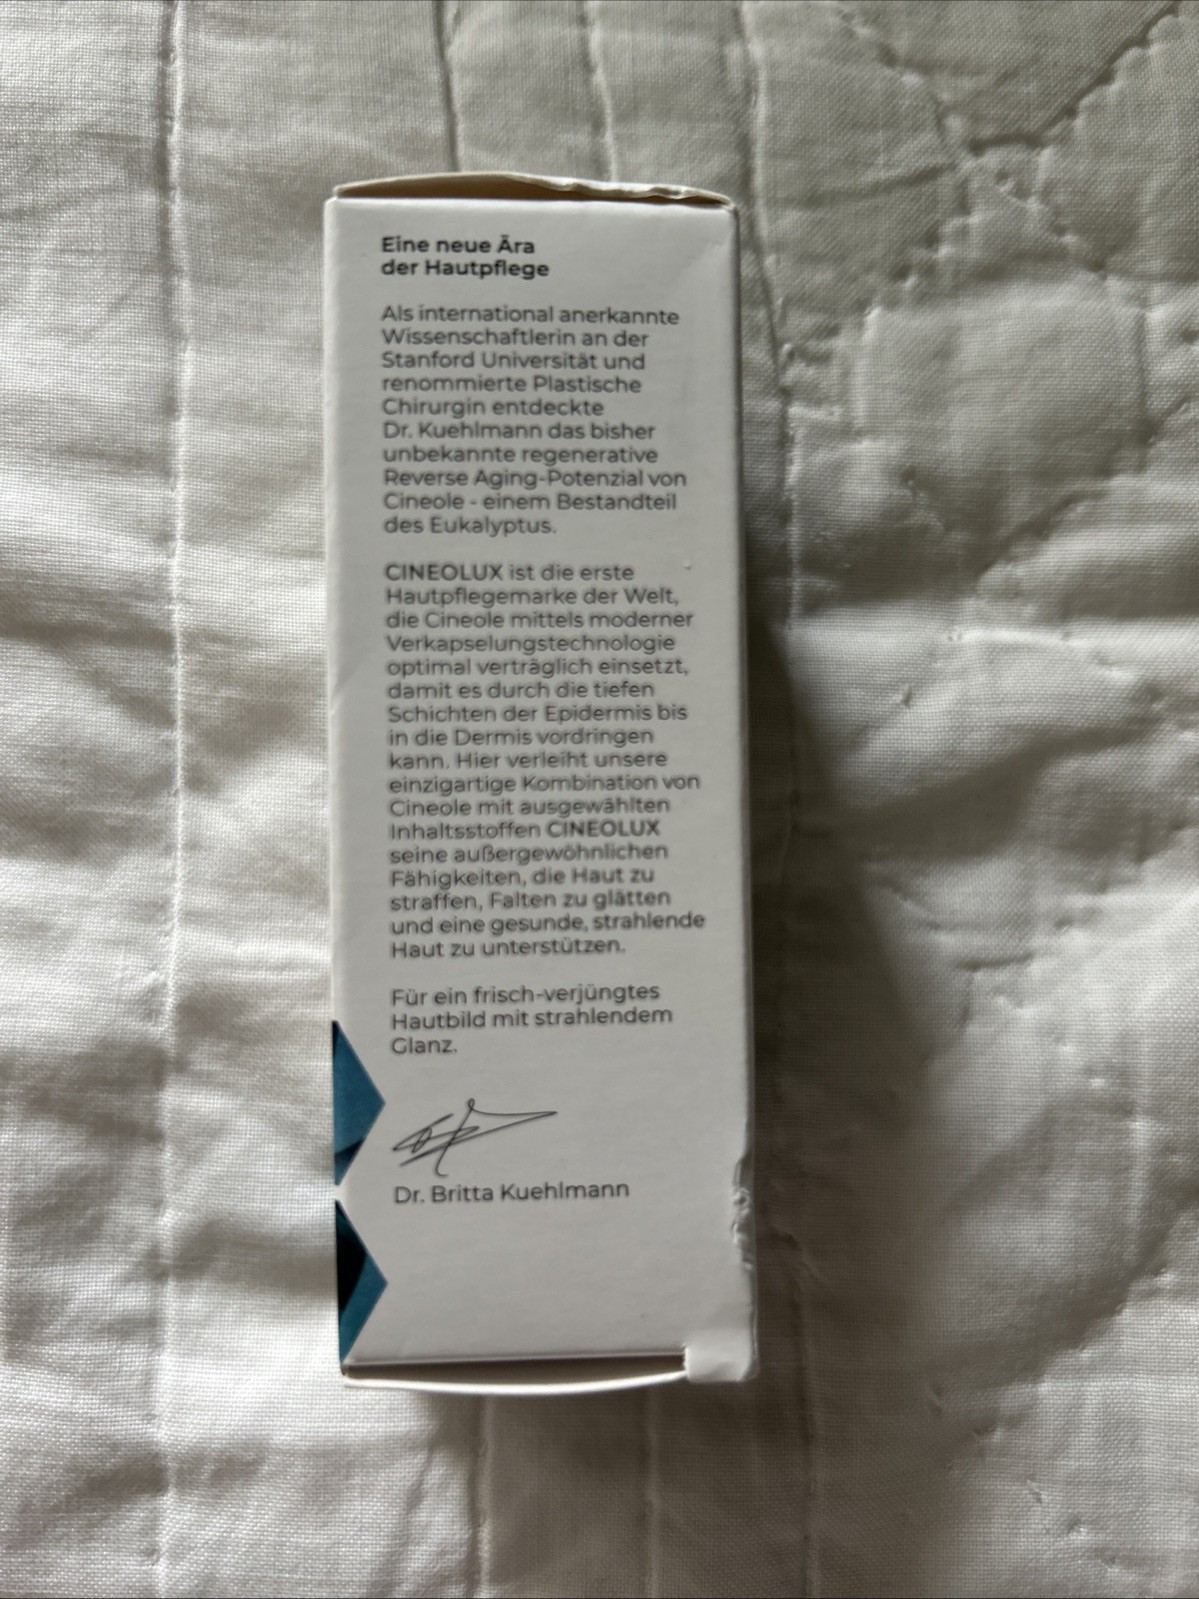 Eine neue Ära
der Hautpflege
Als international anerkannte
Wissenschaftlerin an der
Stanford Universität und
renommierte Plastische
Chirurgin entdeckte
Dr. Kuehlmann das bisher
unbekannte regenerative
Reverse Aging-Potenzial von
Cineole - einem Bestandteil
des Eukalyptus.
CINEOLUX ist die erste
Hautpflegemarke der Welt,
die Cineole mittels moderner
Verkapselungstechnologie
optimal verträglich einsetzt,
damit es durch die tiefen
Schichten der Epidermis bis
in die Dermis vordringen
kann. Hier verleiht unsere
einzigartige Kombination von
Cineole mit ausgewählten
Inhaltsstoffen CINEOLUX
seine außergewöhnlichen
Fähigkeiten, die Haut zu
straffen, Falten zu glätten
und eine gesunde, strahlende
Haut zu unterstützen.
Für ein frisch-verjüngtes
Hautbild mit strahlendem
Glanz.
Dr. Britta Kuehlmann